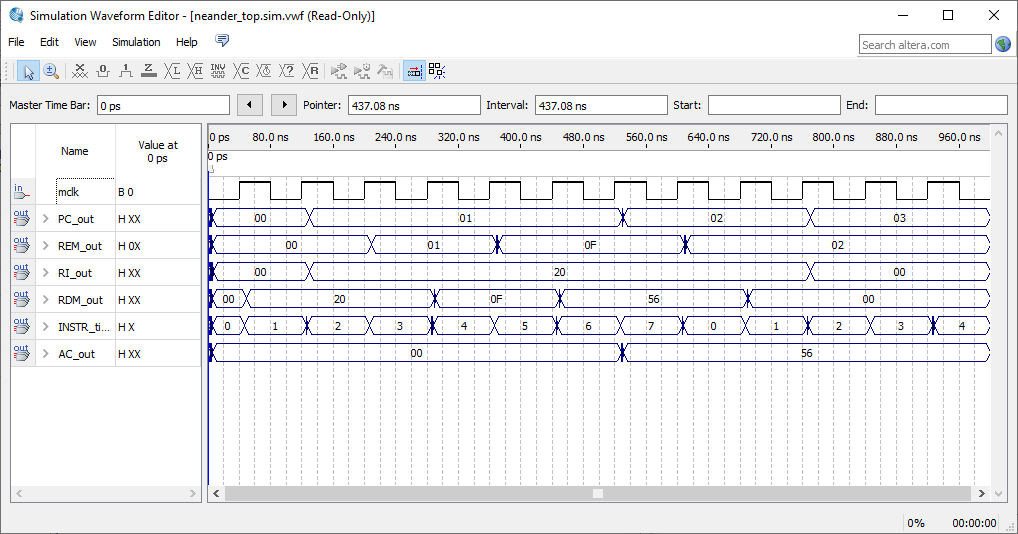 Simulation Waveform Editor - [neander_top.sim.vwf (Read-Only)]
File Edit View Simulation Help
Search altera.com
Master Time Bar: 0 ps Pointer: 437.08 ns Interval: 437.08 ns Start: End:
Name Value at 0 ps
0 ps 80.0 ns 160.0 ns 240.0 ns 320.0 ns 400.0 ns 480.0 ns 560.0 ns 640.0 ns 720.0 ns 800.0 ns 880.0 ns 960.0 ns
0 ps
in mclk B 0
out PC_out H XX 00 01 02 03
out REM_out H 0X 00 01 0F 02
out RI_out H XX 00 20 00
out RDM_out H XX 00 20 0F 56 00
out INSTR_ti... H X 0 1 2 3 4 5 6 7 0 1 2 3 4
out AC_out H XX 00 56
0% 00:00:00